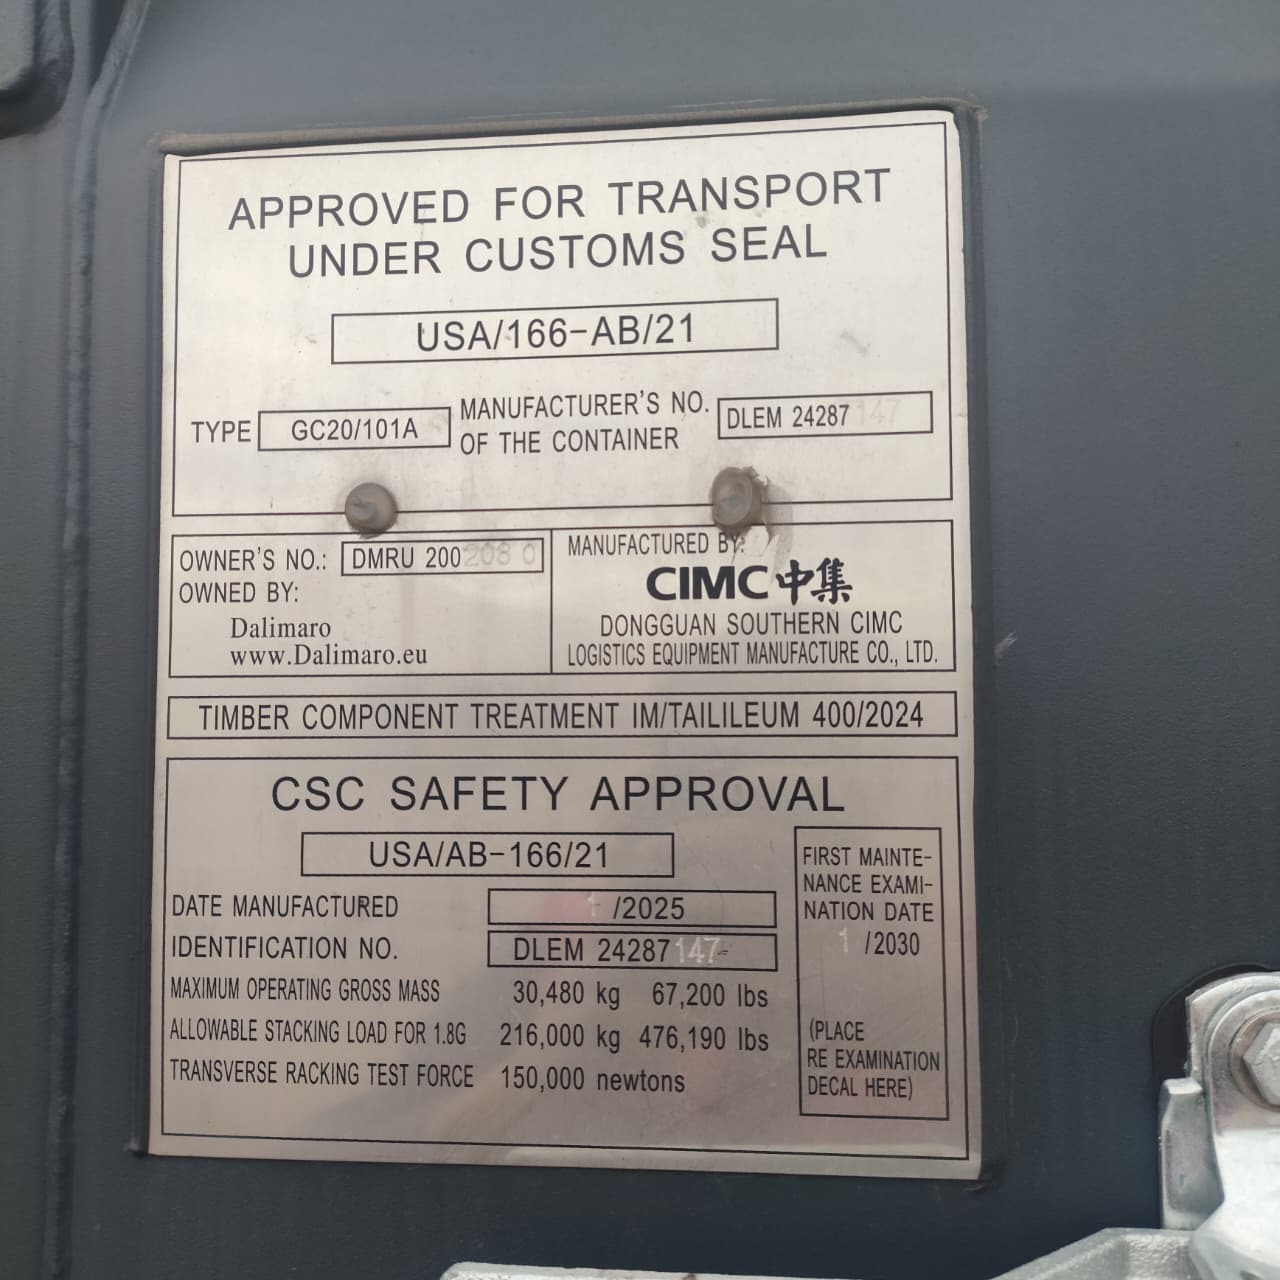 APPROVED FOR TRANSPORT
UNDER CUSTOMS SEAL
USA/166-AB/21
TYPE GC20/101A
MANUFACTURER'S NO.
OF THE CONTAINER
DLEM 24287147
OWNER'S NO.: DMRU 200208 0
OWNED BY:
Dalimaro
www.Dalimaro.eu
MANUFACTURED BY:
CIMC中集
DONGGUAN SOUTHERN CIMC
LOGISTICS EQUIPMENT MANUFACTURE CO., LTD.
TIMBER COMPONENT TREATMENT IM/TAILILEUM 400/2024
CSC SAFETY APPROVAL
USA/AB-166/21
DATE MANUFACTURED 1 /2025
IDENTIFICATION NO. DLEM 24287147
MAXIMUM OPERATING GROSS MASS 30,480 kg 67,200 lbs
ALLOWABLE STACKING LOAD FOR 1.8G 216,000 kg 476,190 lbs
TRANSVERSE RACKING TEST FORCE 150,000 newtons
FIRST MAINTE-
NANCE EXAMI-
NATION DATE
1 /2030
(PLACE
RE EXAMINATION
DECAL HERE)